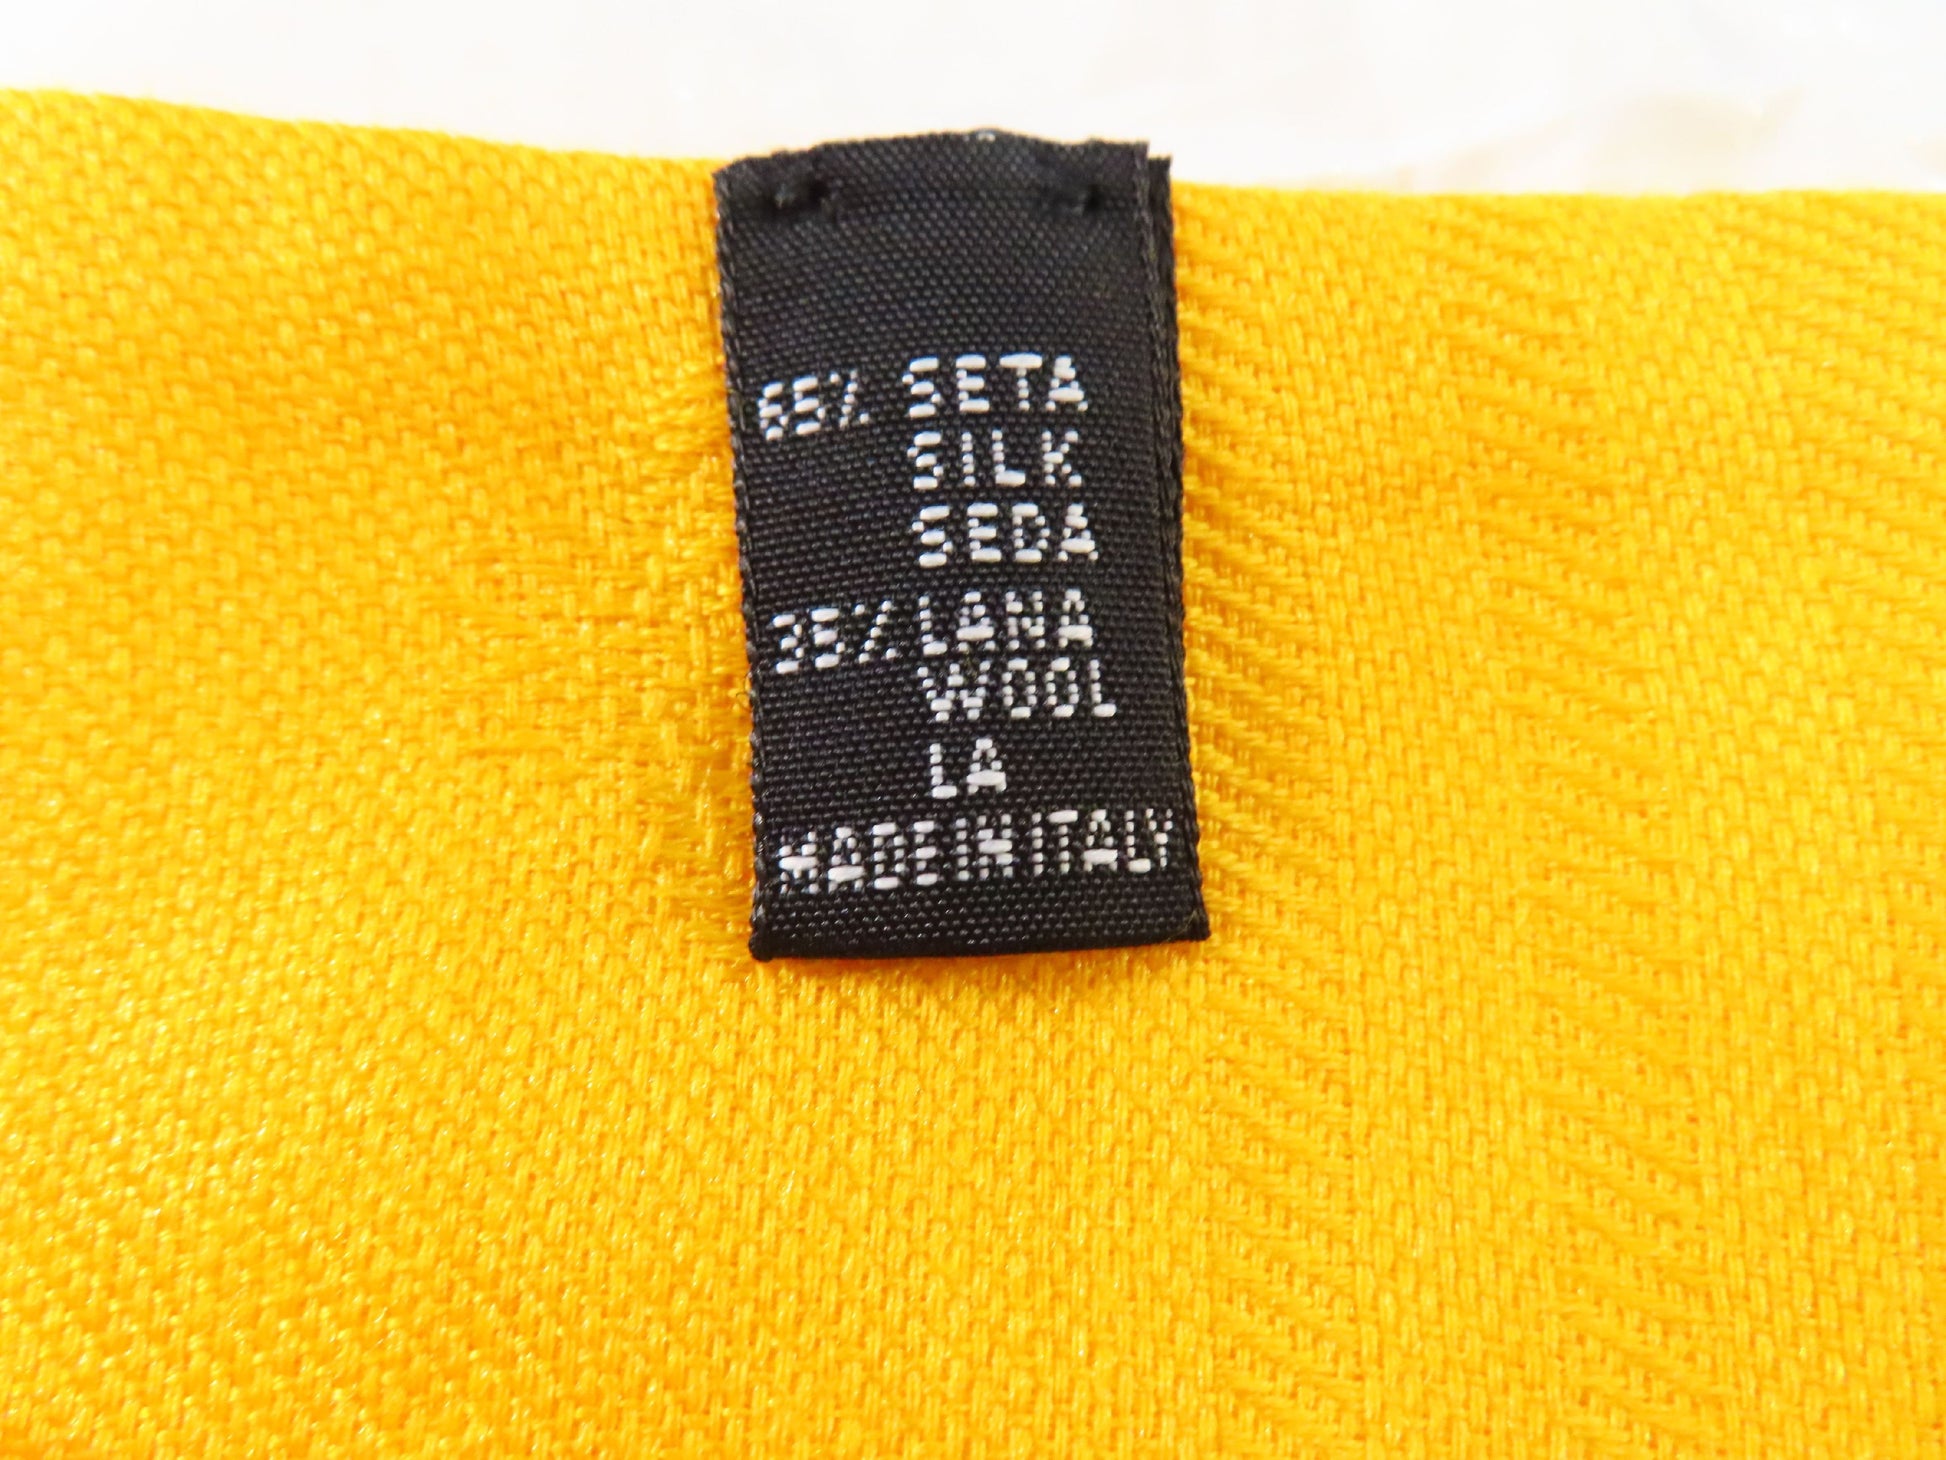 65% SETA
SILK
SEDA
35% LANA
WOOL
LA
MADE IN ITALY